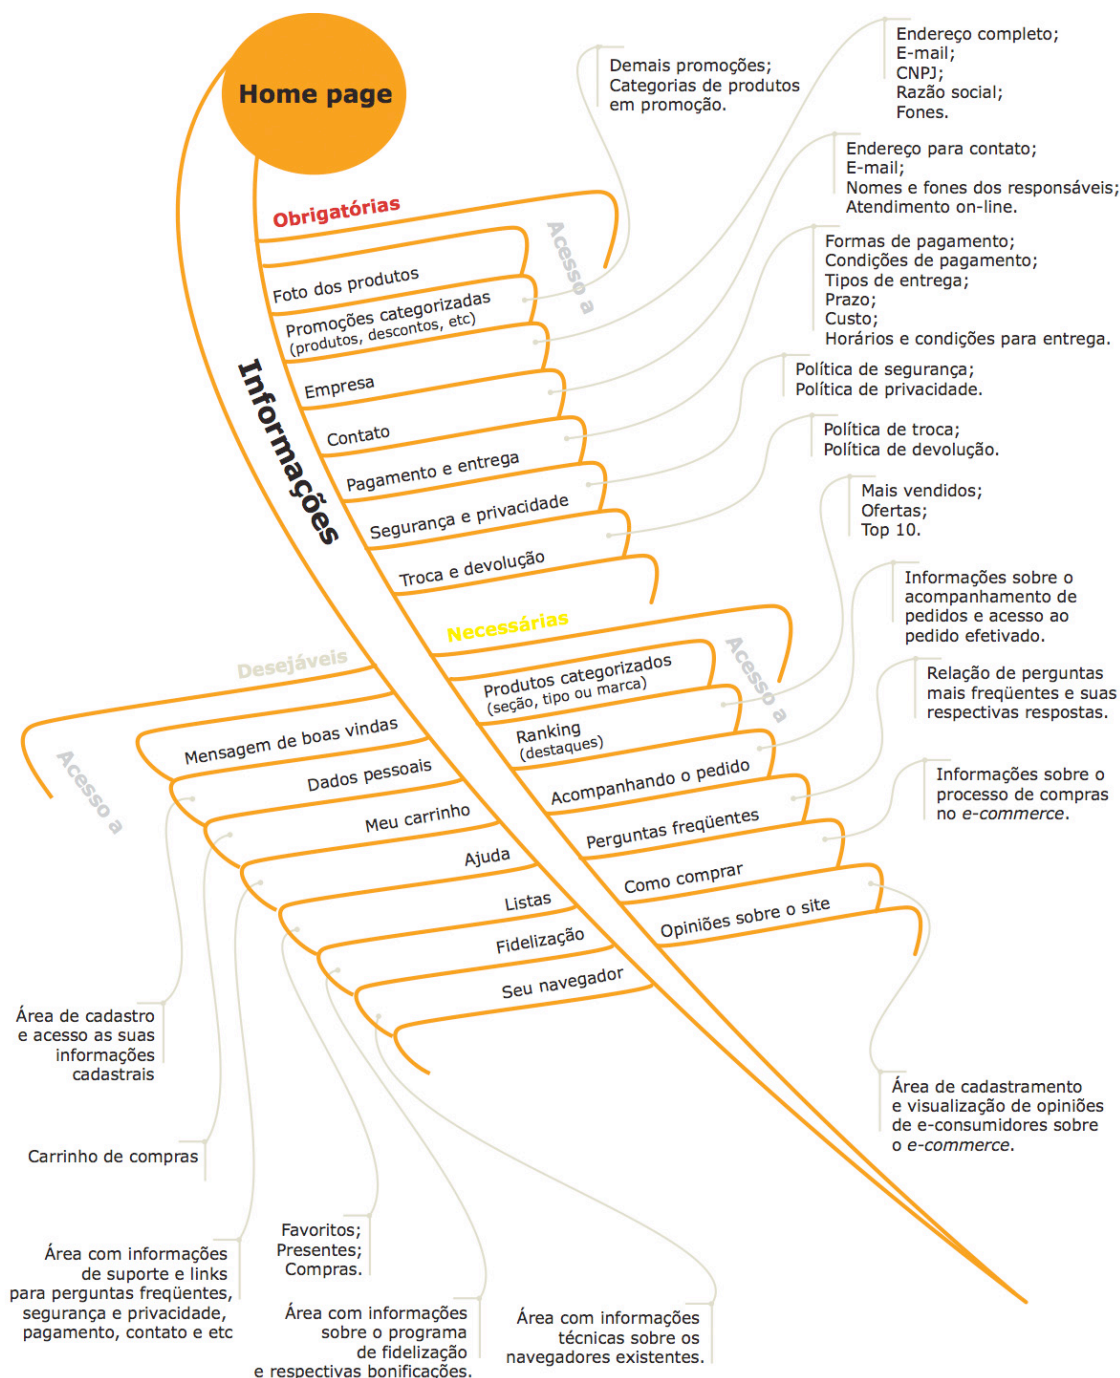 Home page
Demais promoções;
Categorias de produtos
em promoção.
Endereço completo;
E-mail;
CNPJ;
Razão social;
Fones.
Endereço para contato;
E-mail;
Nomes e fones dos responsáveis;
Atendimento on-line.
Formas de pagamento;
Condições de pagamento;
Tipos de entrega;
Prazo;
Custo;
Horários e condições para entrega.
Política de segurança;
Política de privacidade.
Política de troca;
Política de devolução.
Mais vendidos;
Ofertas;
Top 10.
Informações sobre o
acompanhamento de
pedidos e acesso ao
pedido efetivado.
Relação de perguntas
mais freqüentes e suas
respectivas respostas.
Informações sobre o
processo de compras
no e-commerce.
Área de cadastramento
e visualização de opiniões
de e-consumidores sobre
o e-commerce.
Informações
Obrigatórias
Acesso a
Foto dos produtos
Promoções categorizadas
(produtos, descontos, etc)
Empresa
Contato
Pagamento e entrega
Segurança e privacidade
Troca e devolução
Necessárias
Acesso a
Produtos categorizados
(seção, tipo ou marca)
Ranking
(destaques)
Acompanhando o pedido
Perguntas freqüentes
Como comprar
Opiniões sobre o site
Desejáveis
Acesso a
Mensagem de boas vindas
Dados pessoais
Meu carrinho
Ajuda
Listas
Fidelização
Seu navegador
Área de cadastro
e acesso as suas
informações
cadastrais
Carrinho de compras
Área com informações
de suporte e links
para perguntas freqüentes,
segurança e privacidade,
pagamento, contato e etc
Favoritos;
Presentes;
Compras.
Área com informações
sobre o programa
de fidelização
e respectivas bonificações.
Área com informações
técnicas sobre os
navegadores existentes.